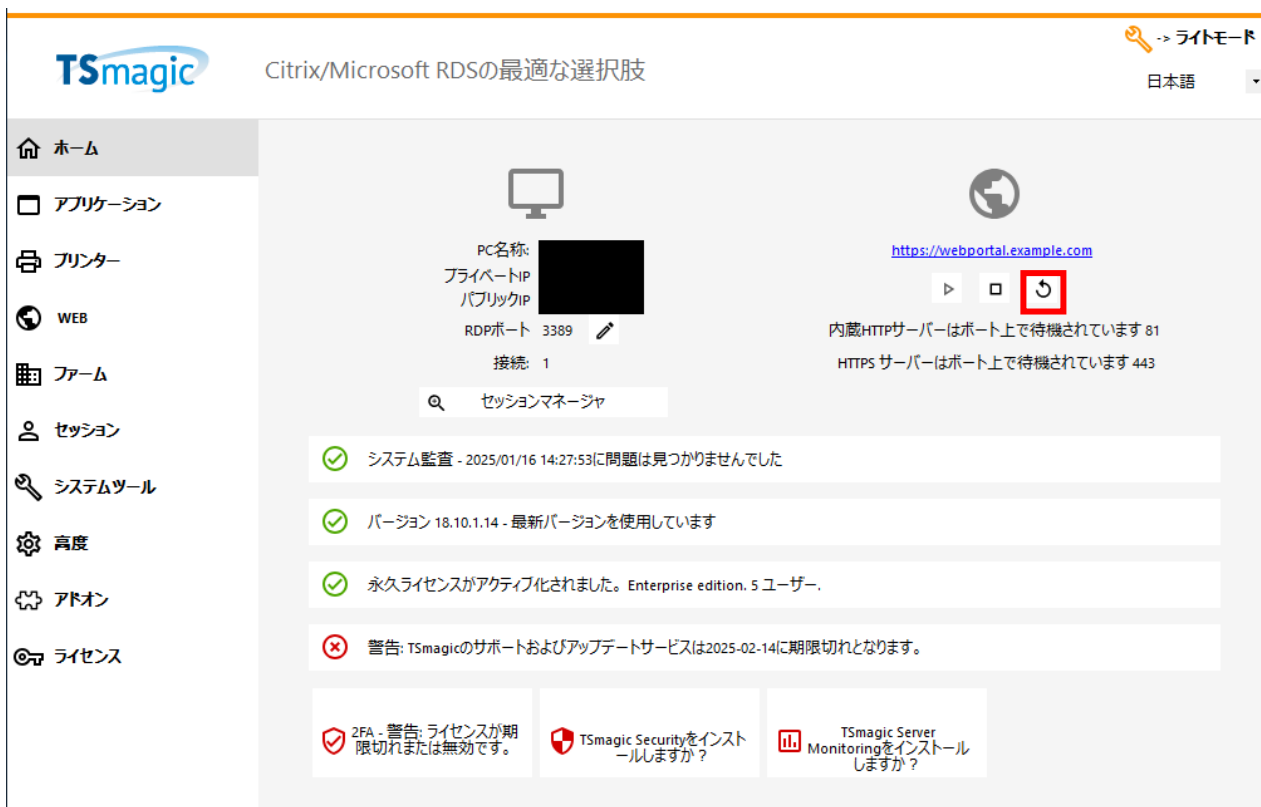 -> ライトモード
TSmagic
Citrix/Microsoft RDSの最適な選択肢
日本語
ホーム
アプリケーション
プリンター
WEB
ファーム
セッション
システムツール
高度
アドオン
ライセンス
PC名称:
プライベートIP
パブリックIP
RDPポート 3389
接続: 1
セッションマネージャ
https://webportal.example.com
内蔵HTTPサーバーはポート上で待機されています 81
HTTPS サーバーはポート上で待機されています 443
システム監査 - 2025/01/16 14:27:53に問題は見つかりませんでした
バージョン 18.10.1.14 - 最新バージョンを使用しています
永久ライセンスがアクティブ化されました。Enterprise edition. 5 ユーザー.
警告: TSmagicのサポートおよびアップデートサービスは2025-02-14に期限切れとなります。
2FA - 警告: ライセンスが期
限切れまたは無効です。
TSmagic Securityをインスト
ールしますか？
TSmagic Server
Monitoringをインストール
しますか？